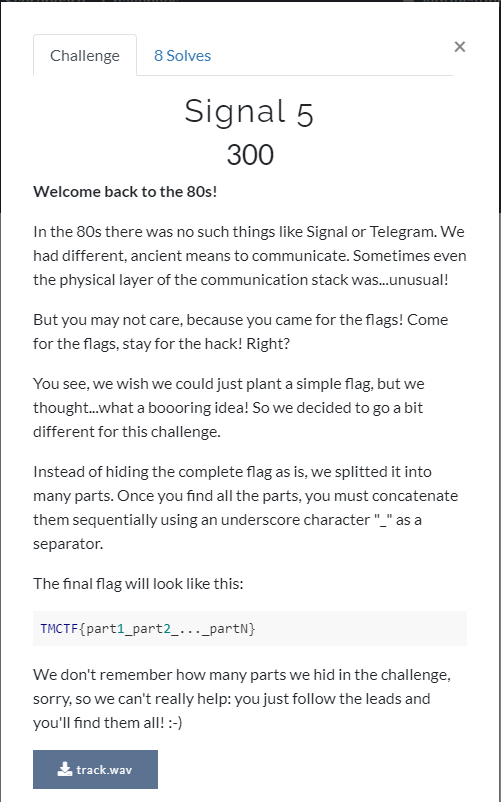 Challenge
8 Solves
×
Signal 5
300
Welcome back to the 80s!
In the 80s there was no such things like Signal or Telegram. We
had different, ancient means to communicate. Sometimes even
the physical layer of the communication stack was...unusual!
But you may not care, because you came for the flags! Come
for the flags, stay for the hack! Right?
You see, we wish we could just plant a simple flag, but we
thought...what a boooring idea! So we decided to go a bit
different for this challenge.
Instead of hiding the complete flag as is, we splitted it into
many parts. Once you find all the parts, you must concatenate
them sequentially using an underscore character "_" as a
separator.
The final flag will look like this:
TMCTF{part1_part2_..._partN}
We don't remember how many parts we hid in the challenge,
sorry, so we can't really help: you just follow the leads and
you'll find them all! :-)
track.wav